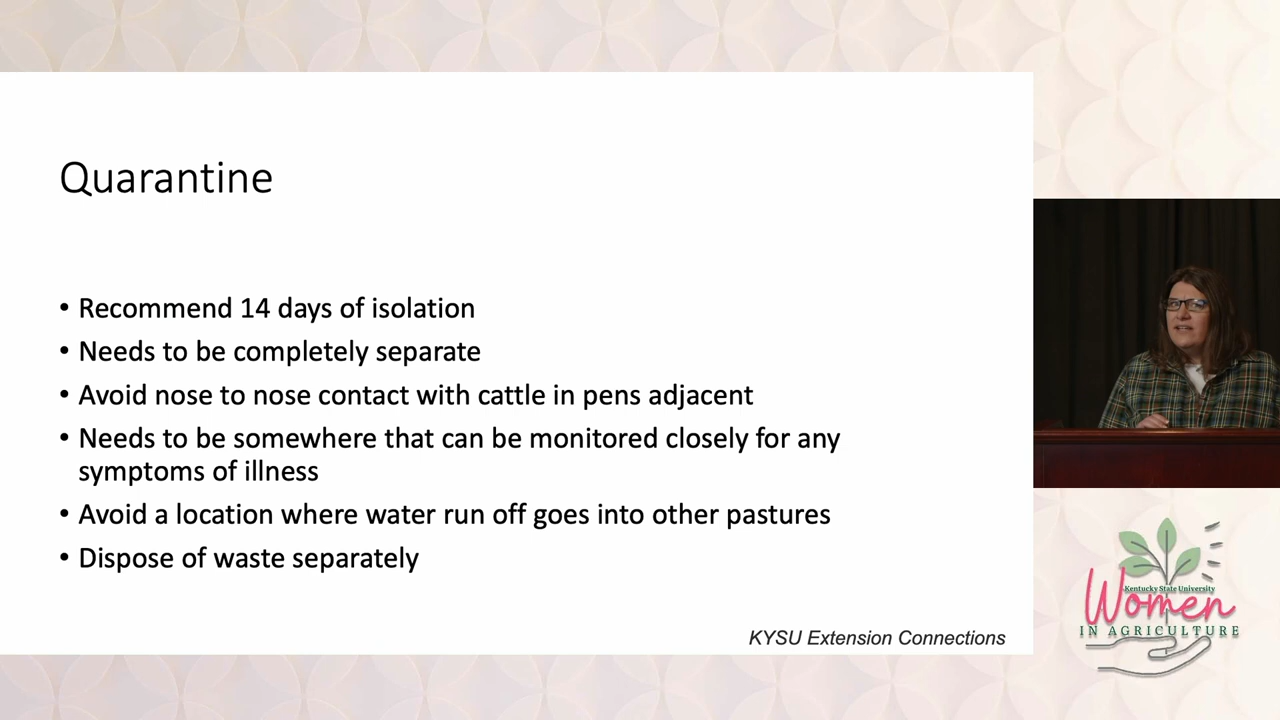 Quarantine
• Recommend 14 days of isolation
• Needs to be completely separate
• Avoid nose to nose contact with cattle in pens adjacent
• Needs to be somewhere that can be monitored closely for any
symptoms of illness
• Avoid a location where water run off goes into other pastures
• Dispose of waste separately
KYSU Extension Connections
Kentucky State University
Women
IN AGRICULTURE